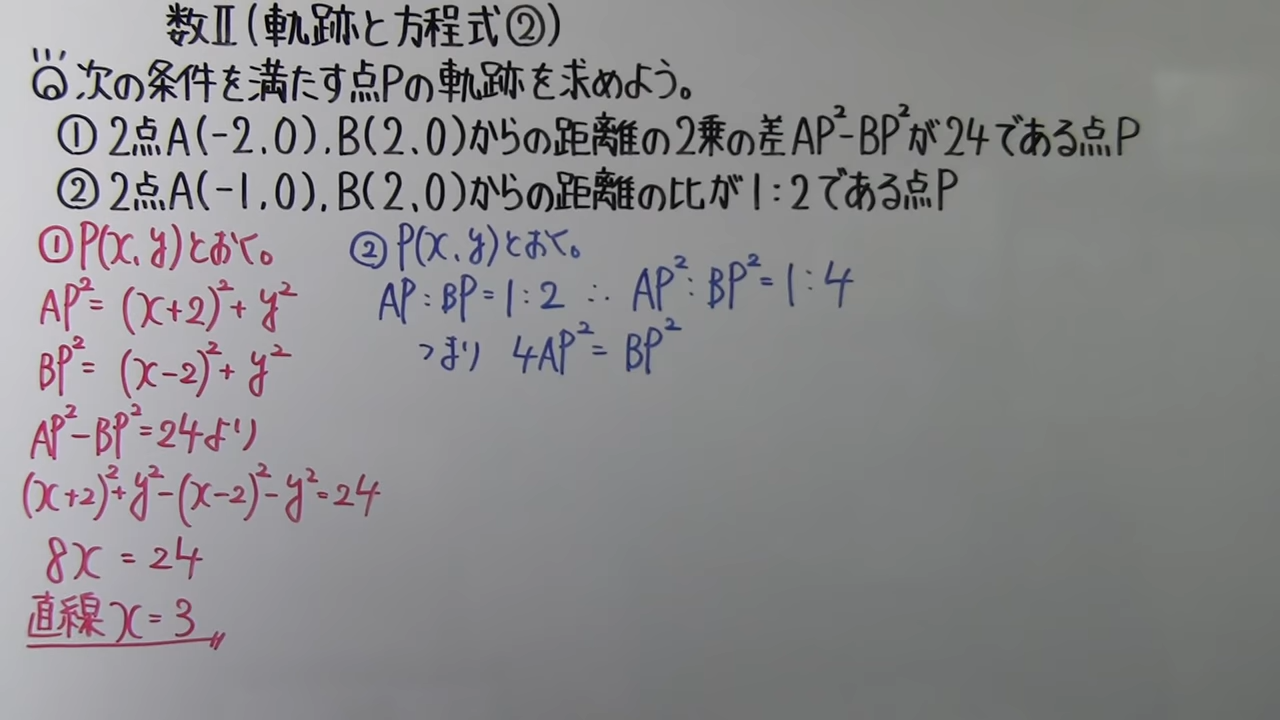 数Ⅱ(軌跡と方程式②)
Q 次の条件を満たす点Pの軌跡を求めよう。
① 2点A(-2,0),B(2,0)からの距離の2乗の差AP²-BP²が24である点P
② 2点A(-1,0),B(2,0)からの距離の比が1:2である点P
①P(x,y)とおく。
AP²=(x+2)²+y²
BP²=(x-2)²+y²
AP²-BP²=24より
(x+2)²+y²-(x-2)²-y²=24
8x=24
直線x=3
②P(x,y)とおく。
AP:BP=1:2 ∴ AP²:BP²=1:4
つまり 4AP²=BP²